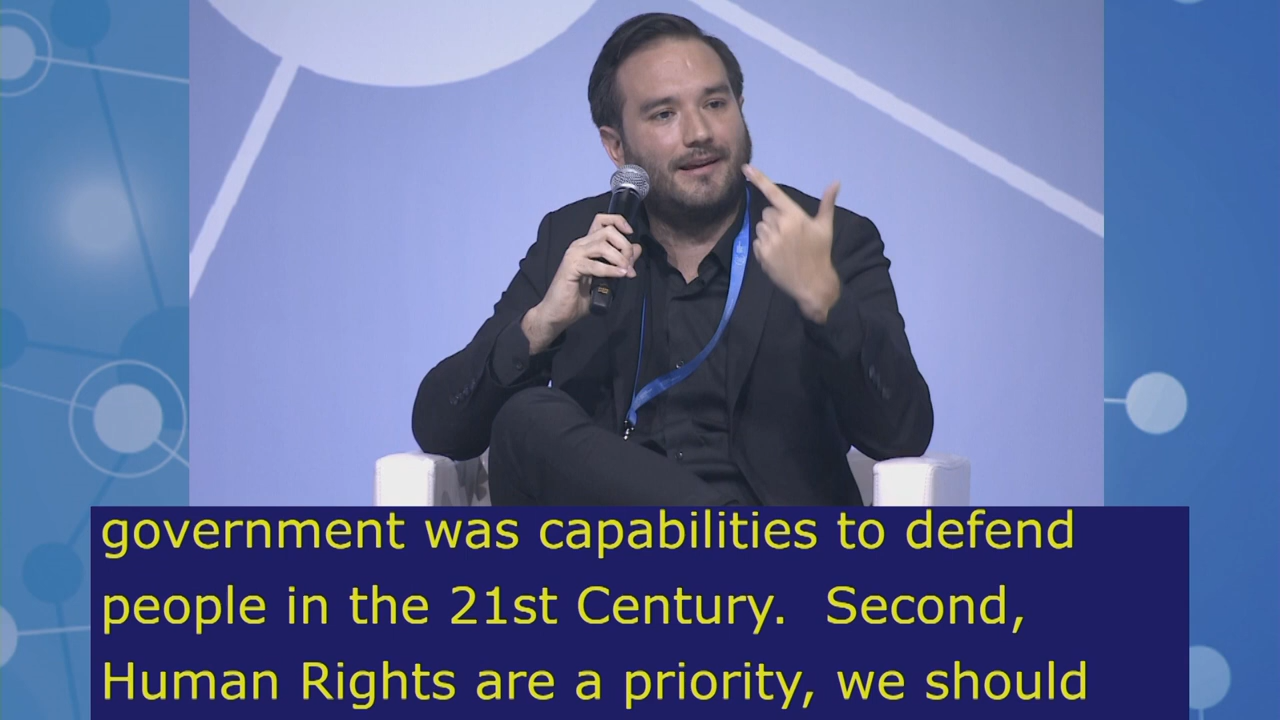 government was capabilities to defend
people in the 21st Century.  Second,
Human Rights are a priority, we should